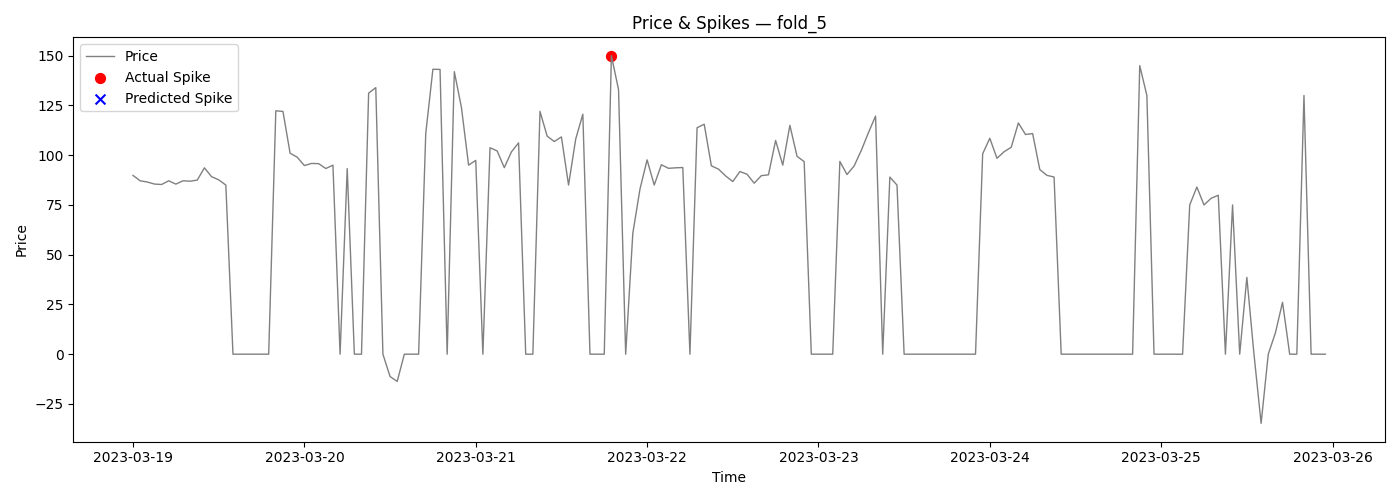 Price & Spikes — fold_5
Price
Actual Spike
Predicted Spike
150
125
100
75
50
25
0
−25
Price
2023-03-19
2023-03-20
2023-03-21
2023-03-22
2023-03-23
2023-03-24
2023-03-25
2023-03-26
Time